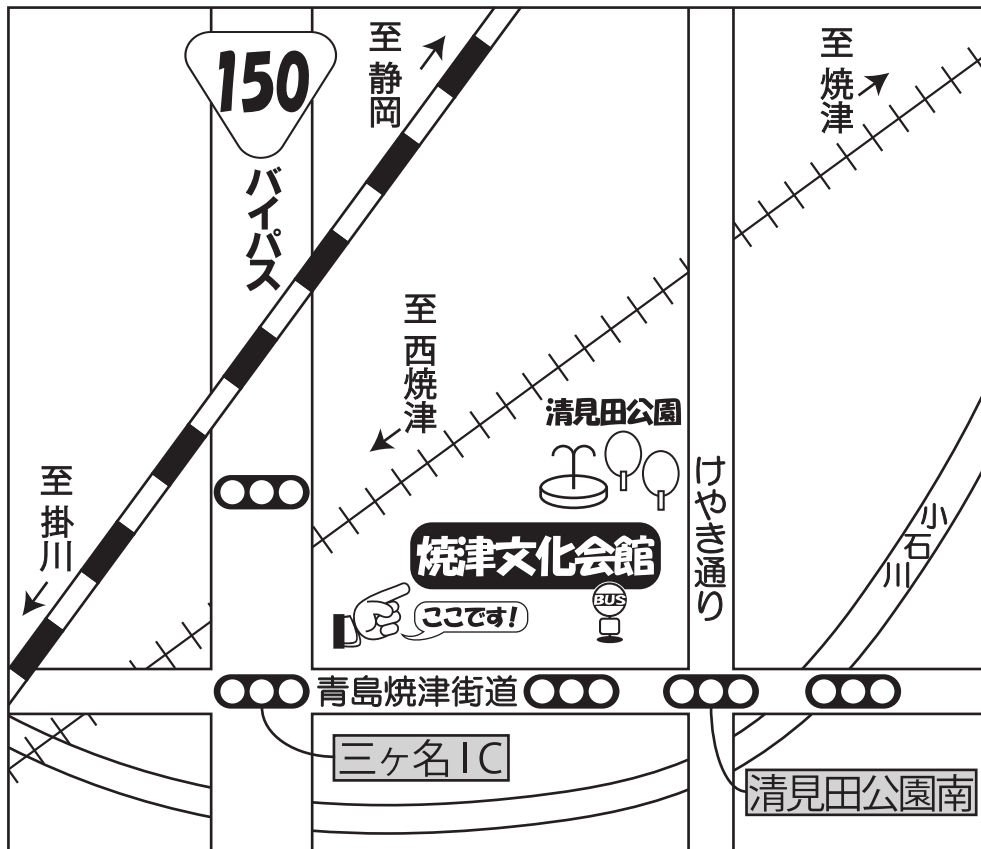 150
バイパス
至 静岡
至 焼津
至 西焼津
清見田公園
至 掛川
けやき通り
小石川
焼津文化会館
BUS
ここです!
青島焼津街道
三ヶ名IC
清見田公園南